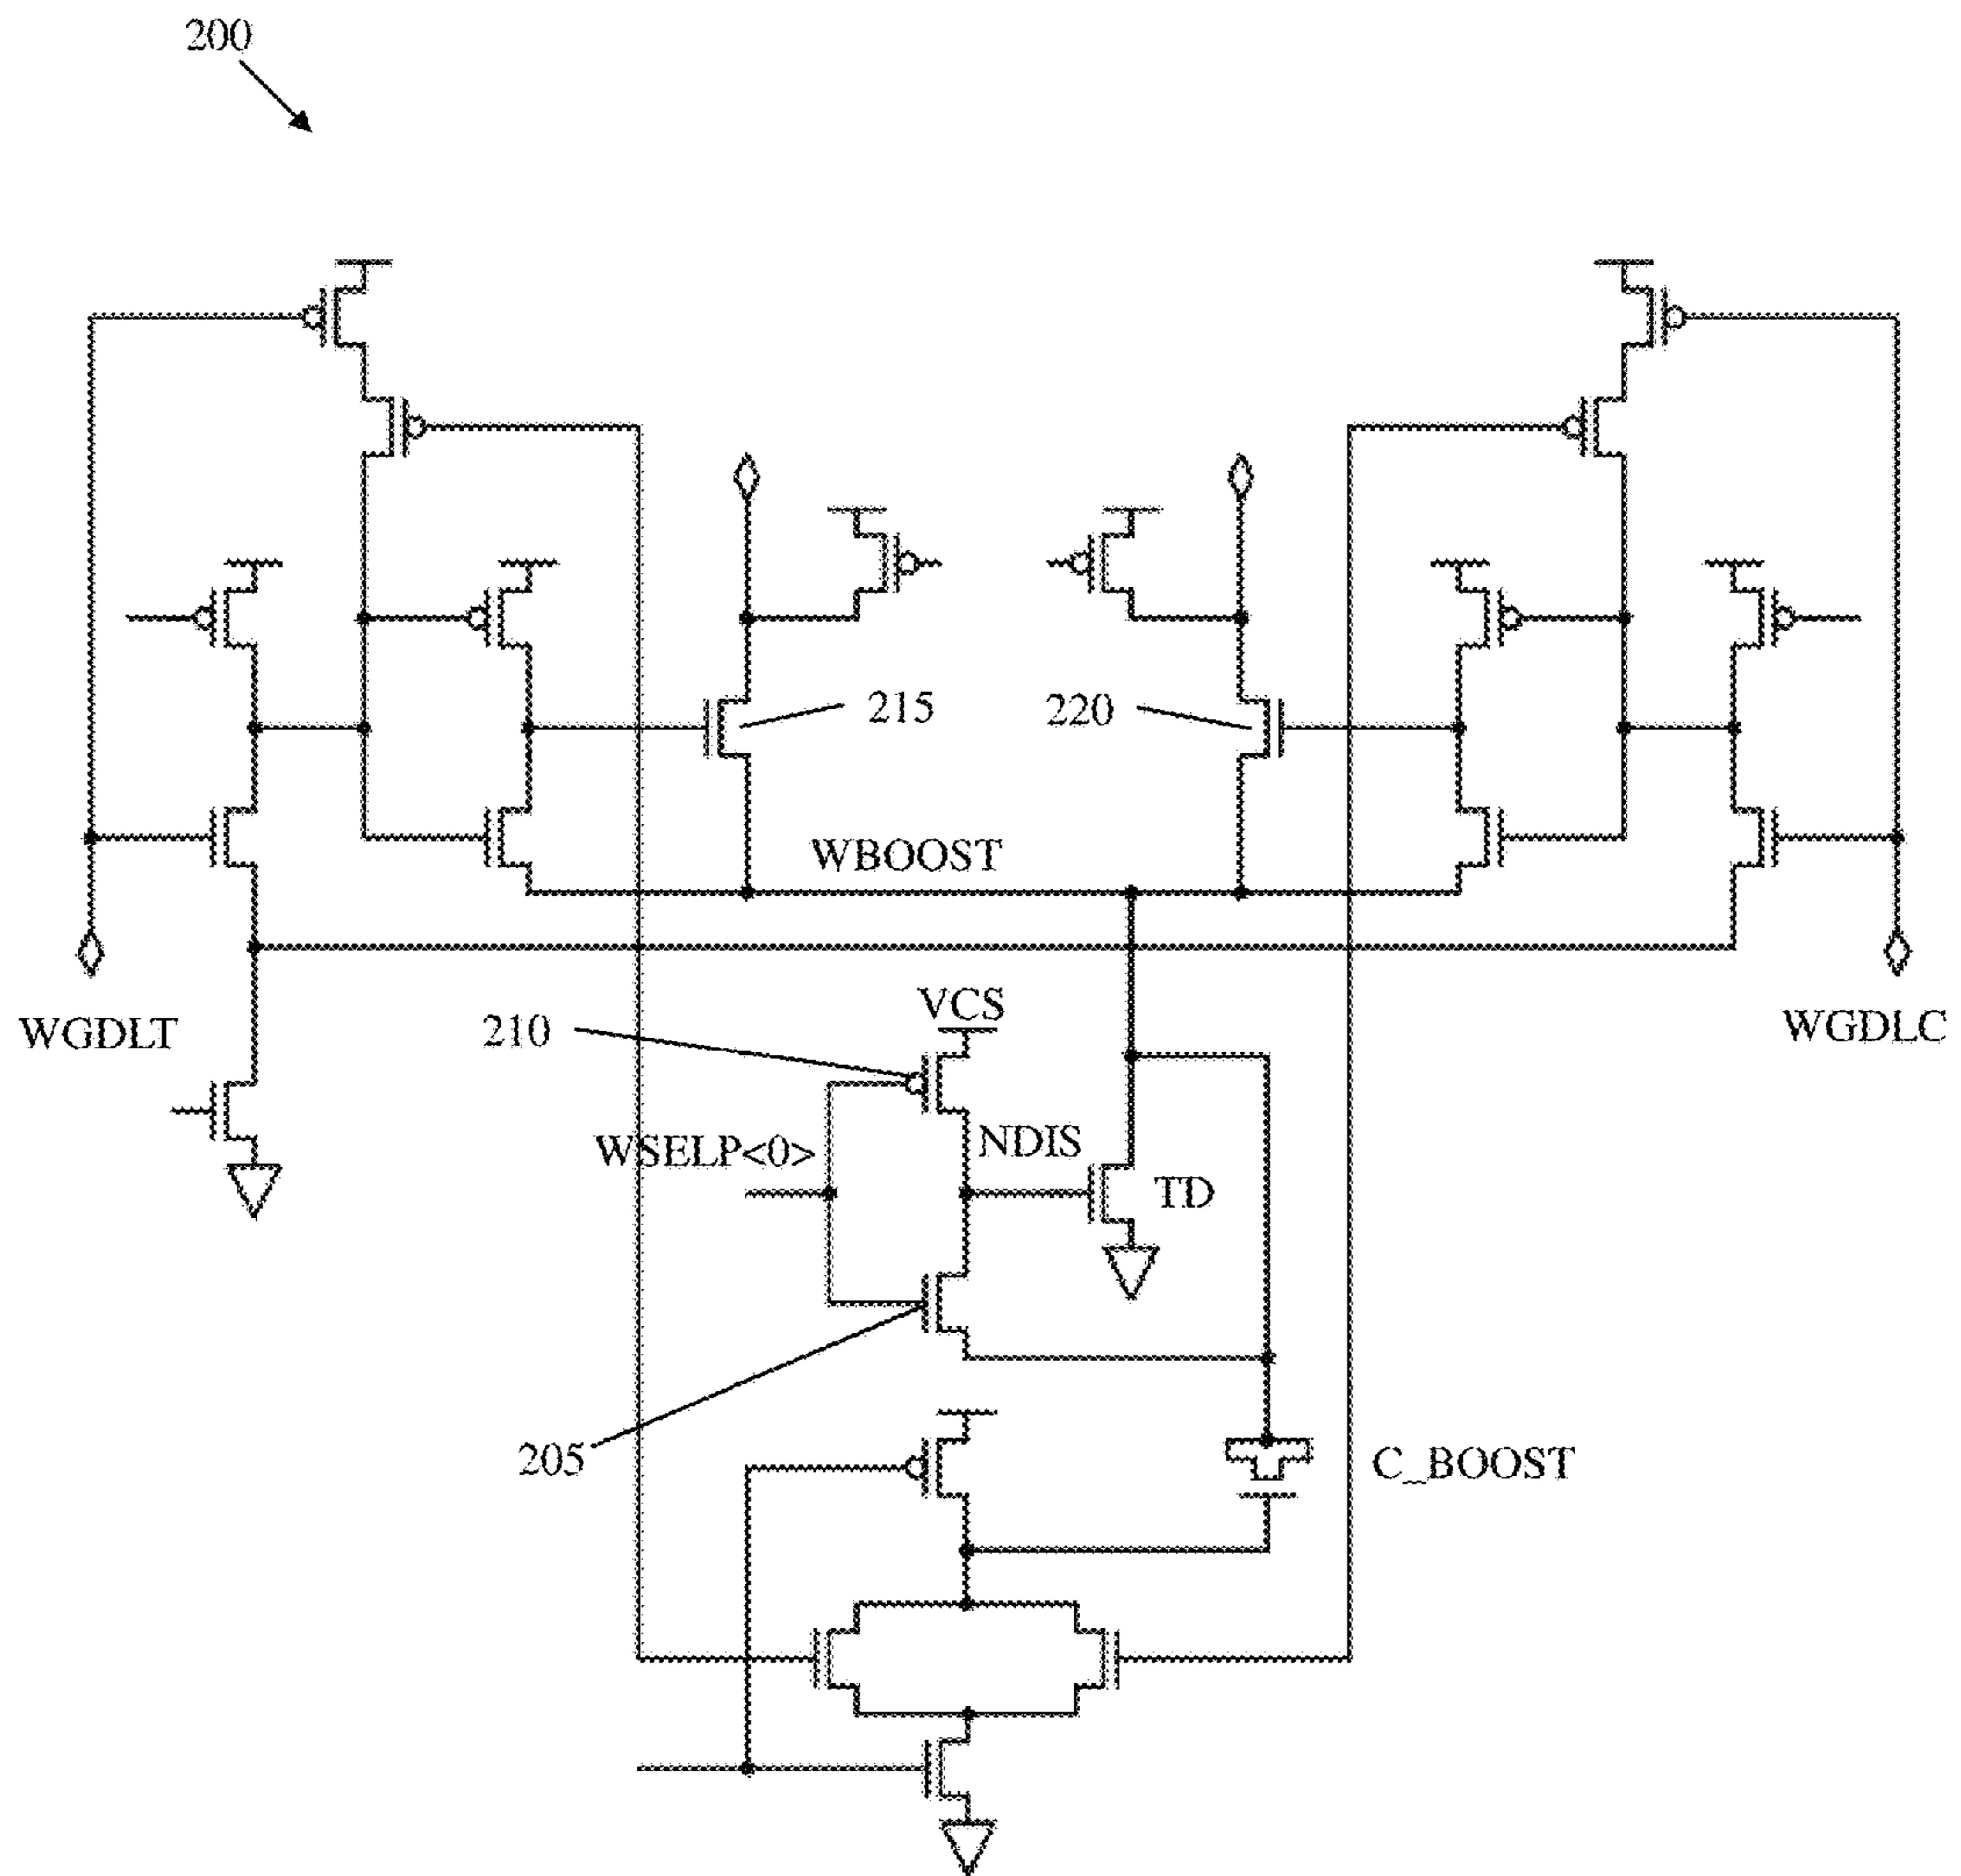 200
215
220
WBOOST
WGDLT
VCS
210
WGDLC
WSELP<0>
NDIS
TD
205
C_BOOST